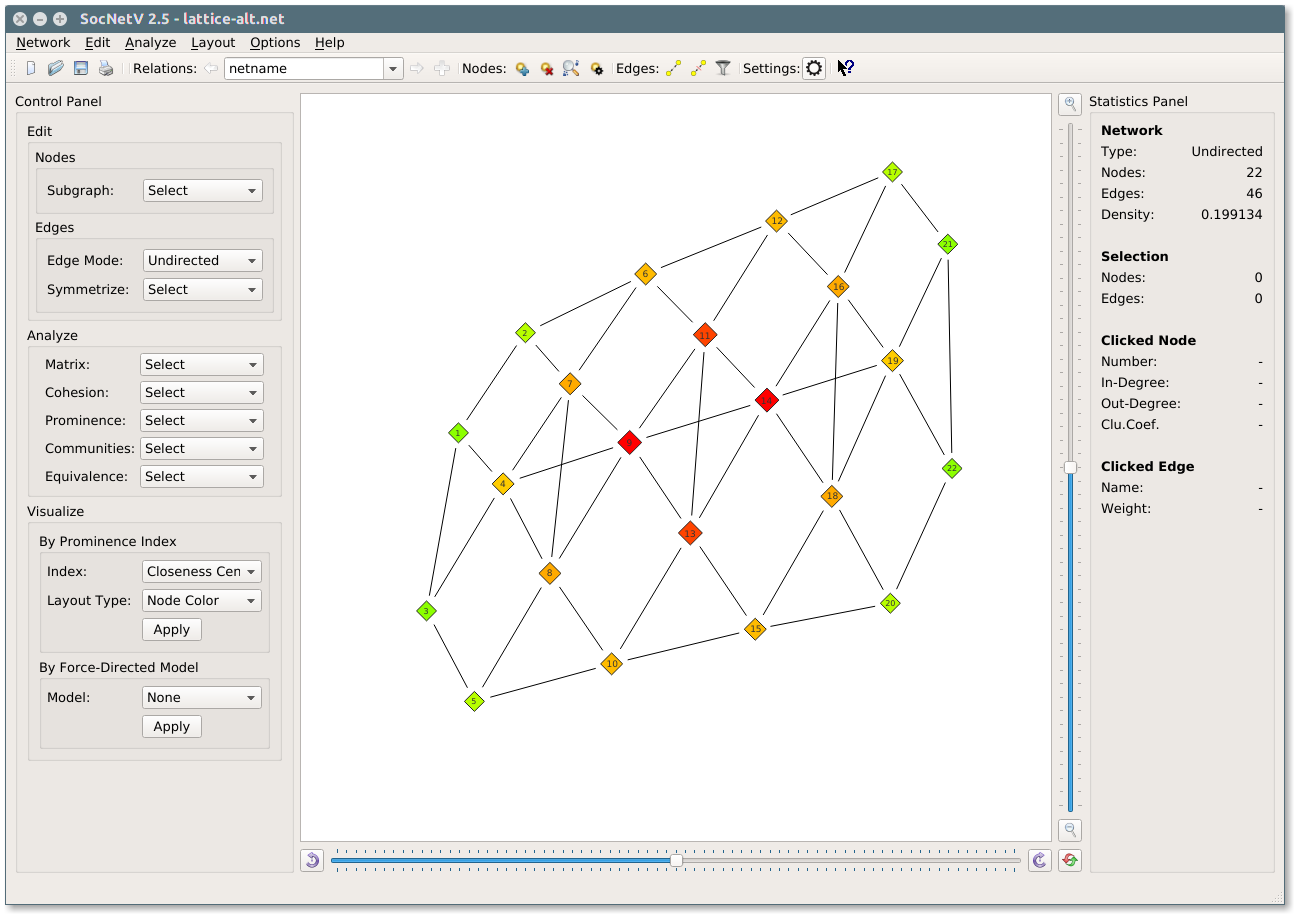 SocNetV 2.5 - lattice-alt.net
Network Edit Analyze Layout Options Help
Relations: netname Nodes: Edges: Settings:
Control Panel
Edit
Nodes
Subgraph: Select
Edges
Edge Mode: Undirected
Symmetrize: Select
Analyze
Matrix: Select
Cohesion: Select
Prominence: Select
Communities: Select
Equivalence: Select
Visualize
By Prominence Index
Index: Closeness Cen
Layout Type: Node Color
Apply
By Force-Directed Model
Model: None
Apply
17
12
21
6
16
2
11
19
7
14
1
9
4
22
18
13
8
20
3
15
10
5
Statistics Panel
Network
Type: Undirected
Nodes: 22
Edges: 46
Density: 0.199134
Selection
Nodes: 0
Edges: 0
Clicked Node
Number: -
In-Degree: -
Out-Degree: -
Clu.Coef. -
Clicked Edge
Name: -
Weight: -